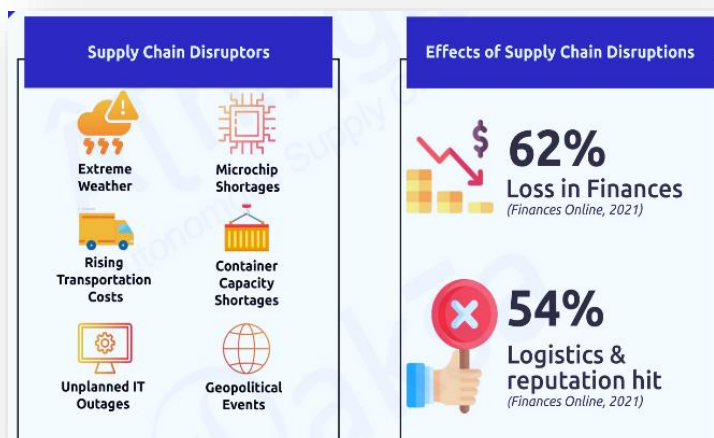 Supply Chain Disruptors
Extreme
Weather
Microchip
Shortages
Rising
Transportation
Costs
Container
Capacity
Shortages
Unplanned IT
Outages
Geopolitical
Events
Effects of Supply Chain Disruptions
$
62%
Loss in Finances
(Finances Online, 2021)
54%
Logistics &
reputation hit
(Finances Online, 2021)